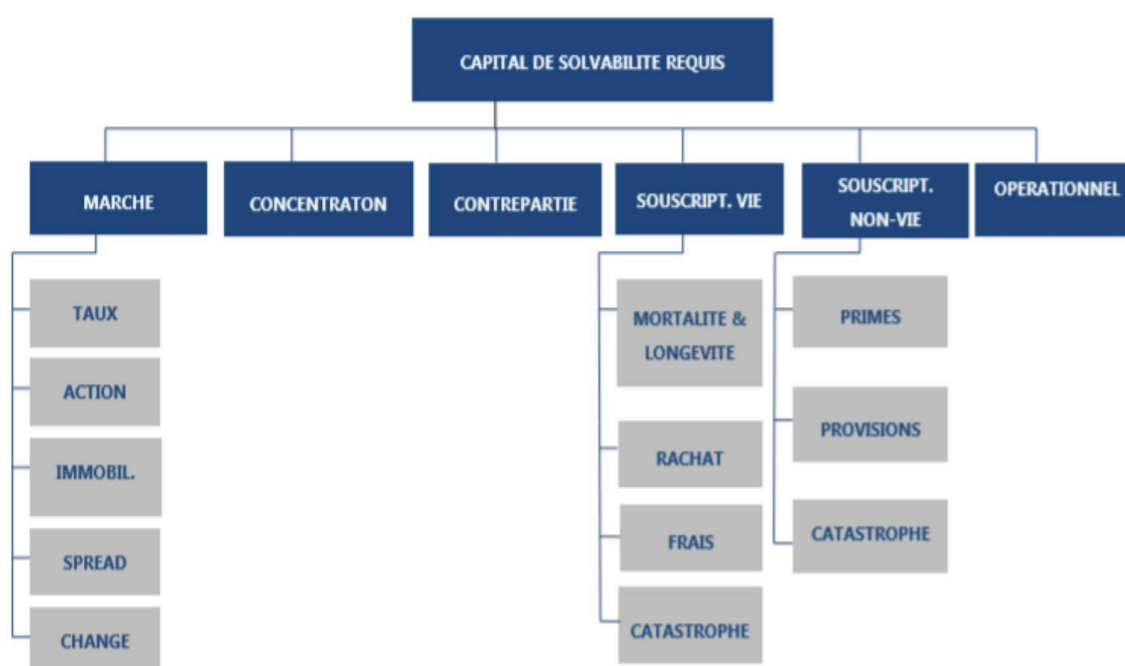 CAPITAL DE SOLVABILITE REQUIS
MARCHE
CONCENTRATON
CONTREPARTIE
SOUSCRIPT. VIE
SOUSCRIPT.
NON-VIE
OPERATIONNEL
TAUX
ACTION
IMMOBIL.
SPREAD
CHANGE
MORTALITE &
LONGEVITE
RACHAT
FRAIS
CATASTROPHE
PRIMES
PROVISIONS
CATASTROPHE